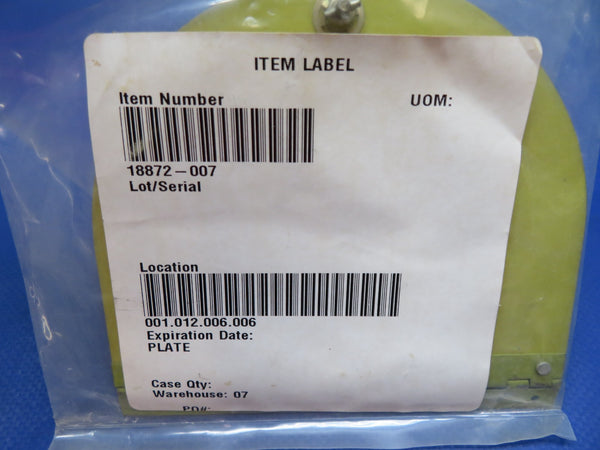 ITEM LABEL
Item Number UOM:
18872-007
Lot/Serial
Location
001.012.006.006
Expiration Date:
PLATE
Case Qty:
Warehouse: 07
PO#: